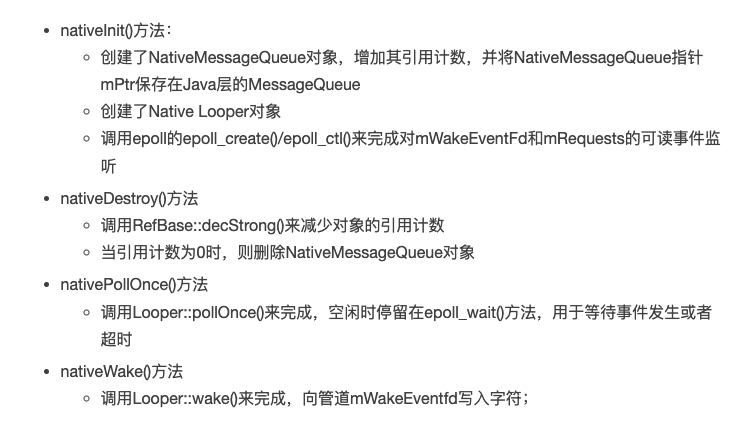 nativeInit()方法：
创建了NativeMessageQueue对象，增加其引用计数，并将NativeMessageQueue指针
mPtr保存在Java层的MessageQueue
创建了Native Looper对象
调用epoll的epoll_create()/epoll_ctl()来完成对mWakeEventFd和mRequests的可读事件监
听
nativeDestroy()方法
调用RefBase::decStrong()来减少对象的引用计数
当引用计数为0时，则删除NativeMessageQueue对象
nativePollOnce()方法
调用Looper::pollOnce()来完成，空闲时停留在epoll_wait()方法，用于等待事件发生或者
超时
nativeWake()方法
调用Looper::wake()来完成，向管道mWakeEventfd写入字符；